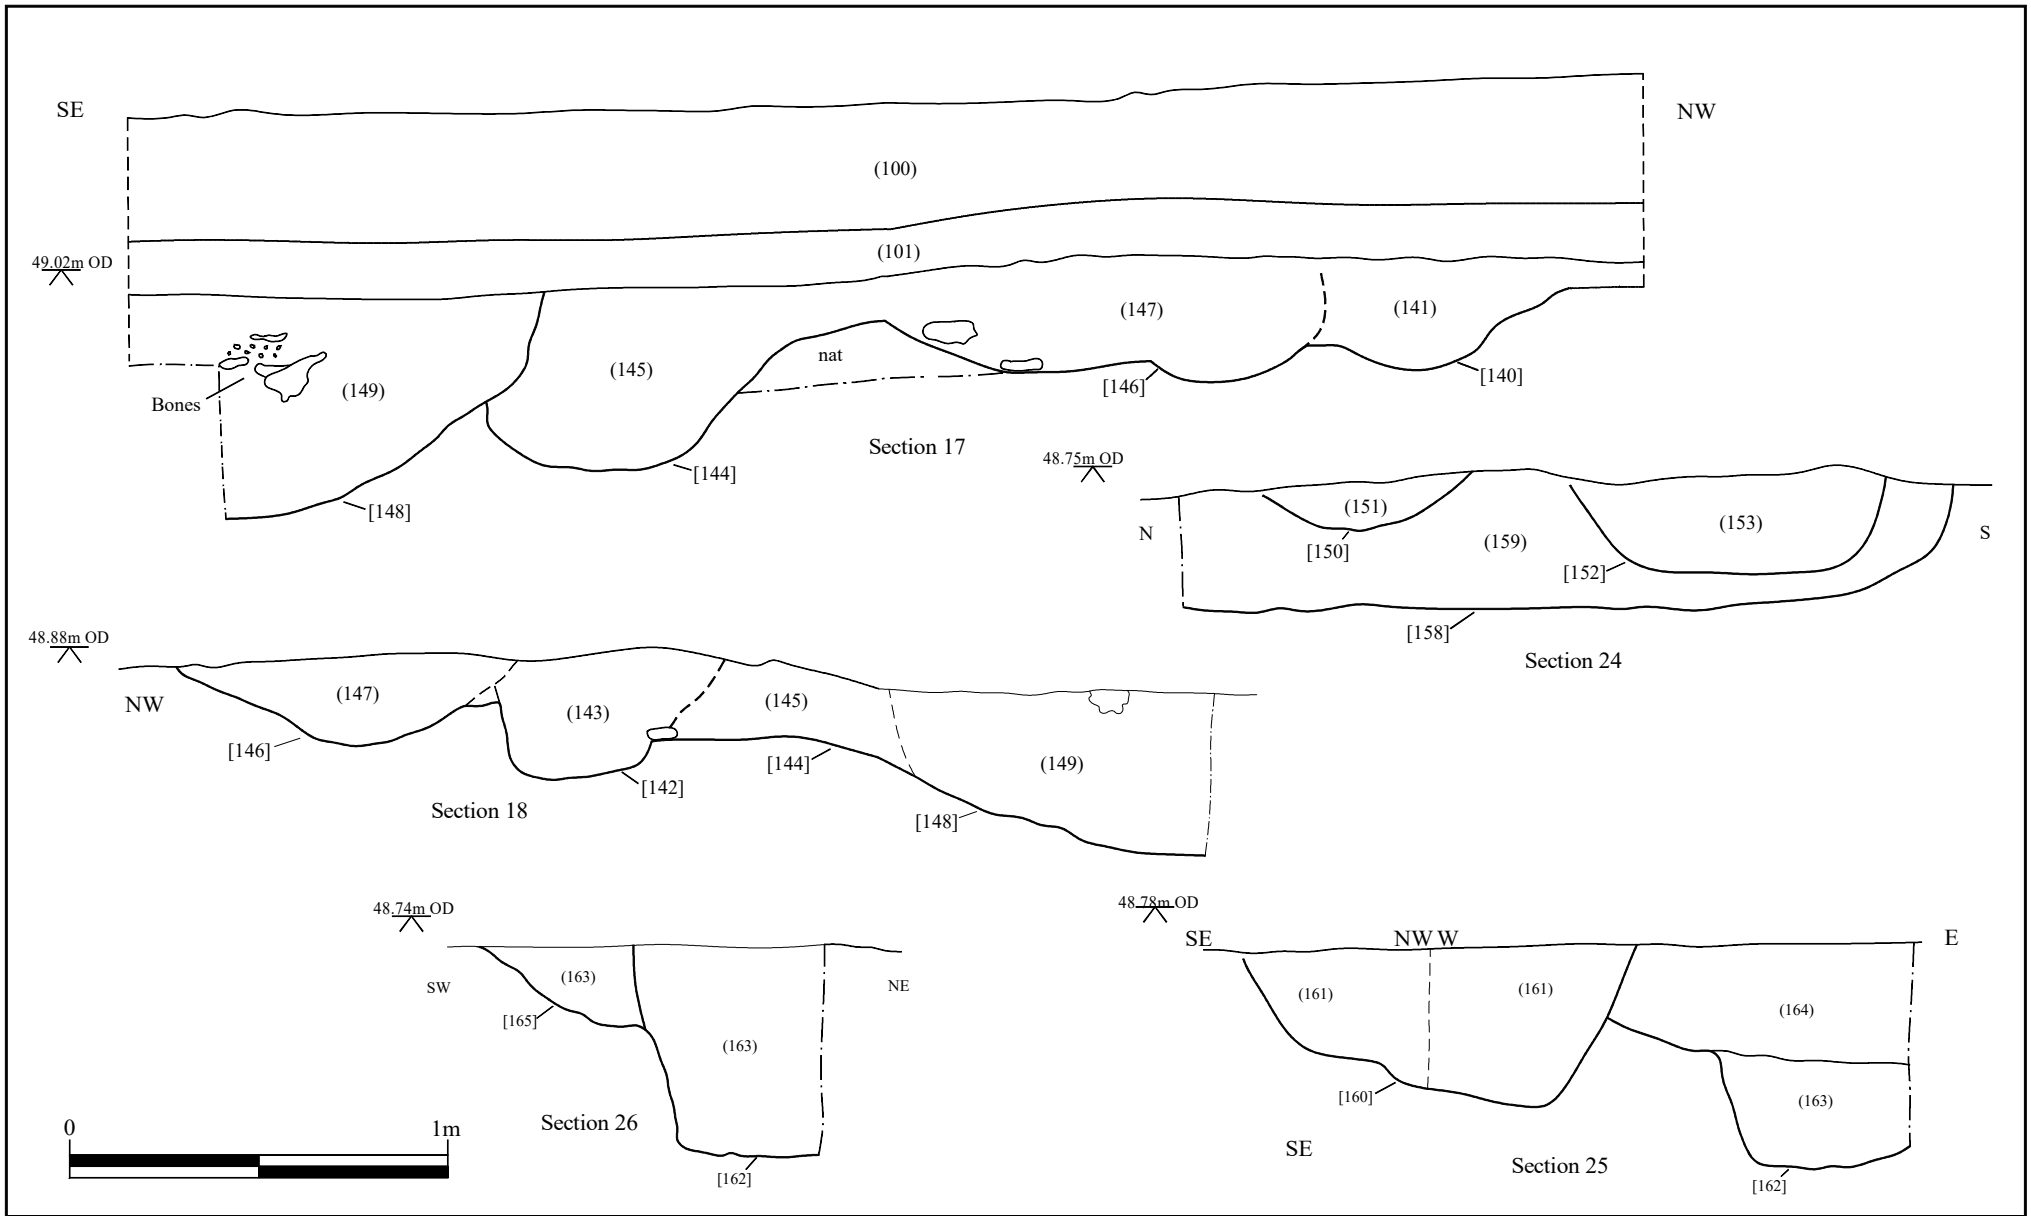 SE
NW
(100)
(101)
49.02m OD
(147)
(141)
nat
(145)
(149)
Bones
[146]
[140]
[144]
[148]
Section 17
48.75m OD
N
S
(151)
(153)
[150]
(159)
[152]
[158]
Section 24
48.88m OD
NW
(147)
(143)
(145)
(149)
[146]
[142]
[144]
[148]
Section 18
48.74m OD
SW
NE
(163)
[165]
(163)
[162]
Section 26
48.78m OD
SE
NW W
E
(161)
(161)
(164)
[160]
(163)
SE
Section 25
[162]
0
1m